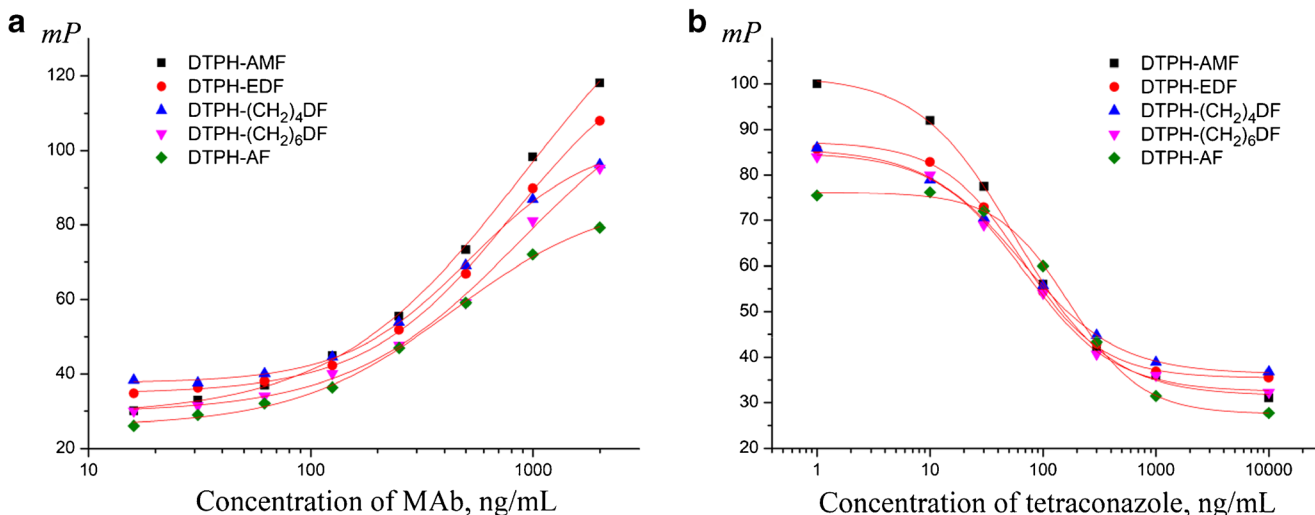 a
mP
DTPH-AMF
DTPH-EDF
DTPH-(CH2)4DF
DTPH-(CH2)6DF
DTPH-AF
120
100
80
60
40
20
10
100
1000
Concentration of MAb, ng/mL
b
mP
DTPH-AMF
DTPH-EDF
DTPH-(CH2)4DF
DTPH-(CH2)6DF
DTPH-AF
100
90
80
70
60
50
40
30
20
1
10
100
1000
10000
Concentration of tetraconazole, ng/mL